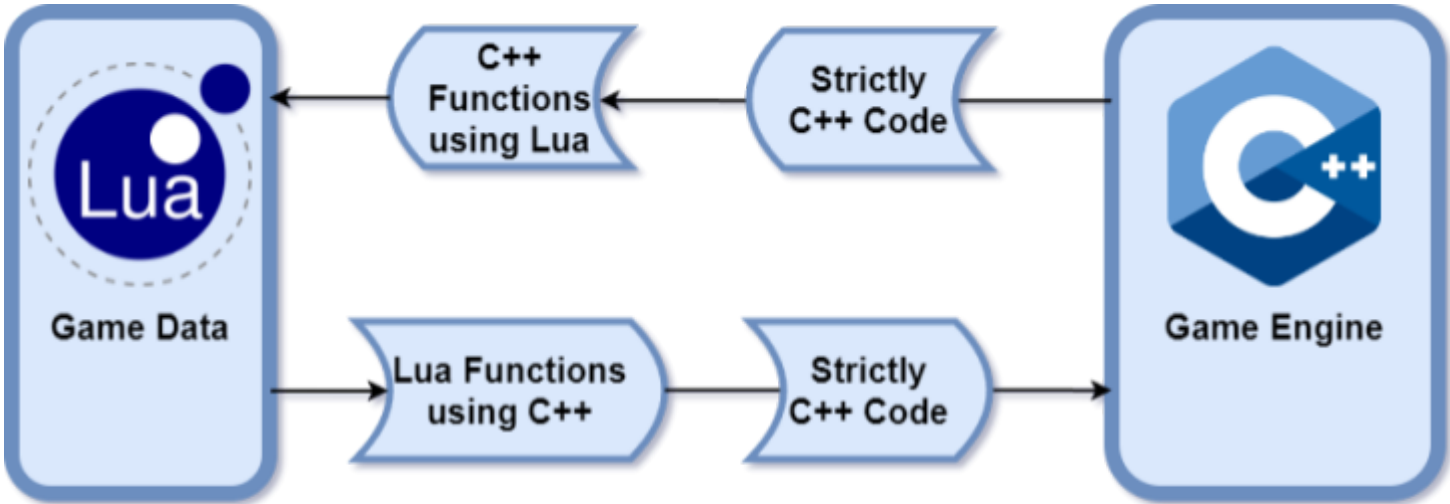 Lua
Game Data
C++
Functions
using Lua
Strictly
C++ Code
C++
Game Engine
Lua Functions
using C++
Strictly
C++ Code